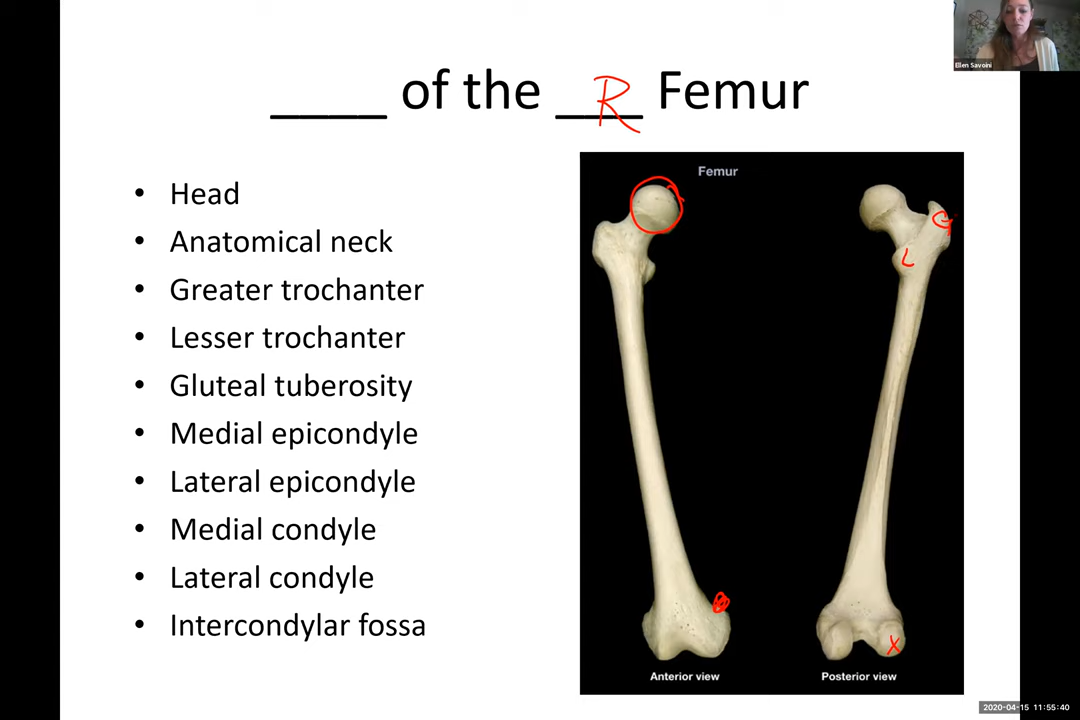 Ellen Savoini
____ of the ___ Femur
R
• Head
• Anatomical neck
• Greater trochanter
• Lesser trochanter
• Gluteal tuberosity
• Medial epicondyle
• Lateral epicondyle
• Medial condyle
• Lateral condyle
• Intercondylar fossa
Femur
G
L
X
Anterior view
Posterior view
2020-04-15 11:55:40